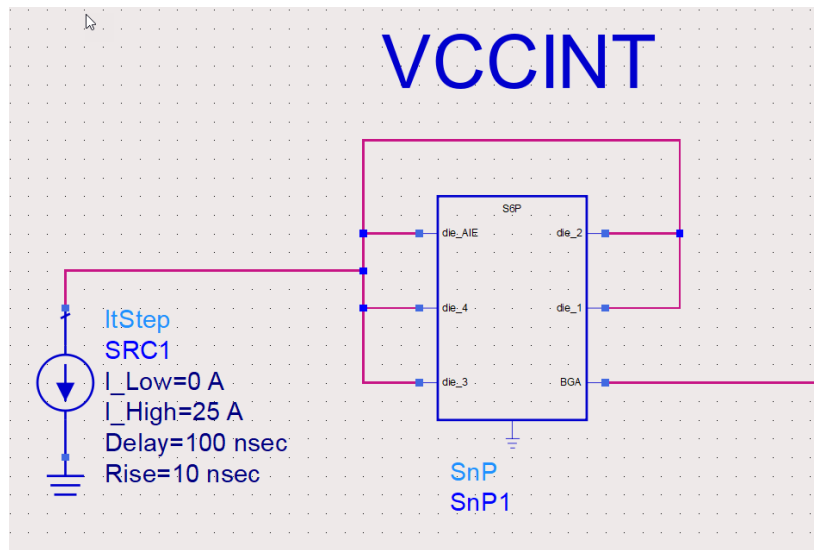 VCCINT
S6P
die_AIE
die_2
die_4
die_1
die_3
BGA
ItStep
SRC1
I_Low=0 A
I_High=25 A
Delay=100 nsec
Rise=10 nsec
SnP
SnP1